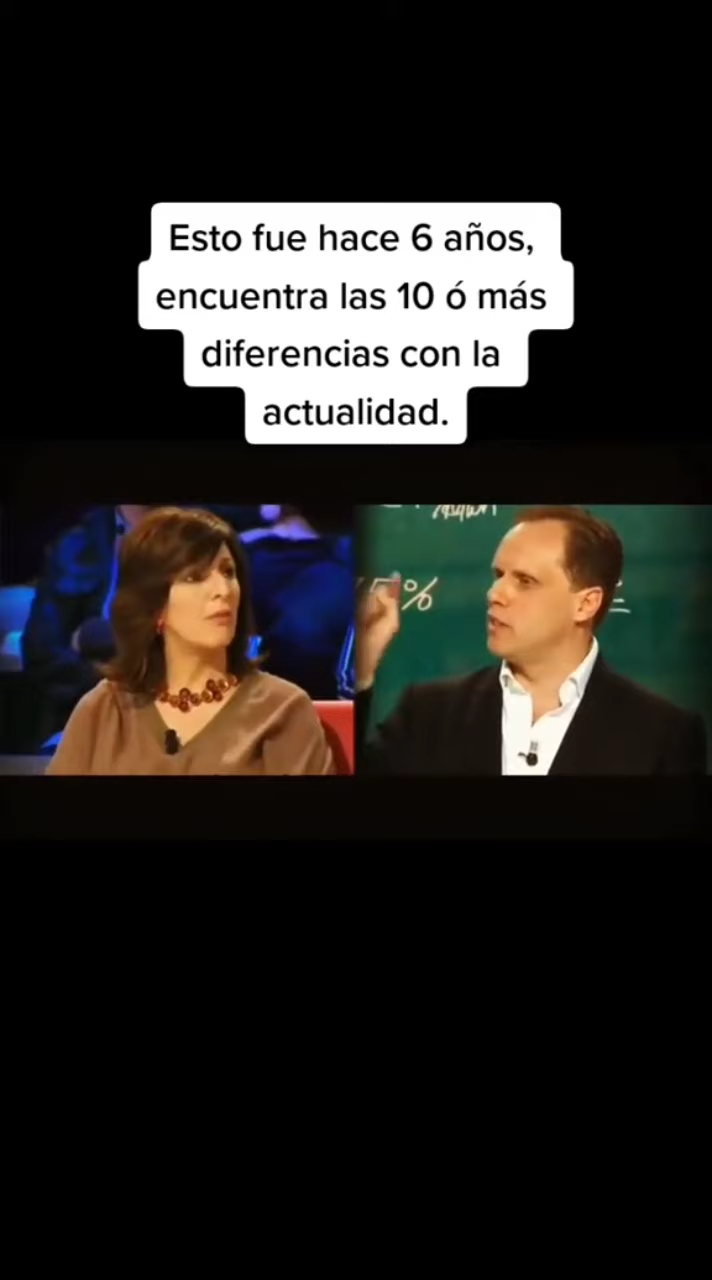 Esto fue hace 6 años,
encuentra las 10 ó más
diferencias con la
actualidad.
%